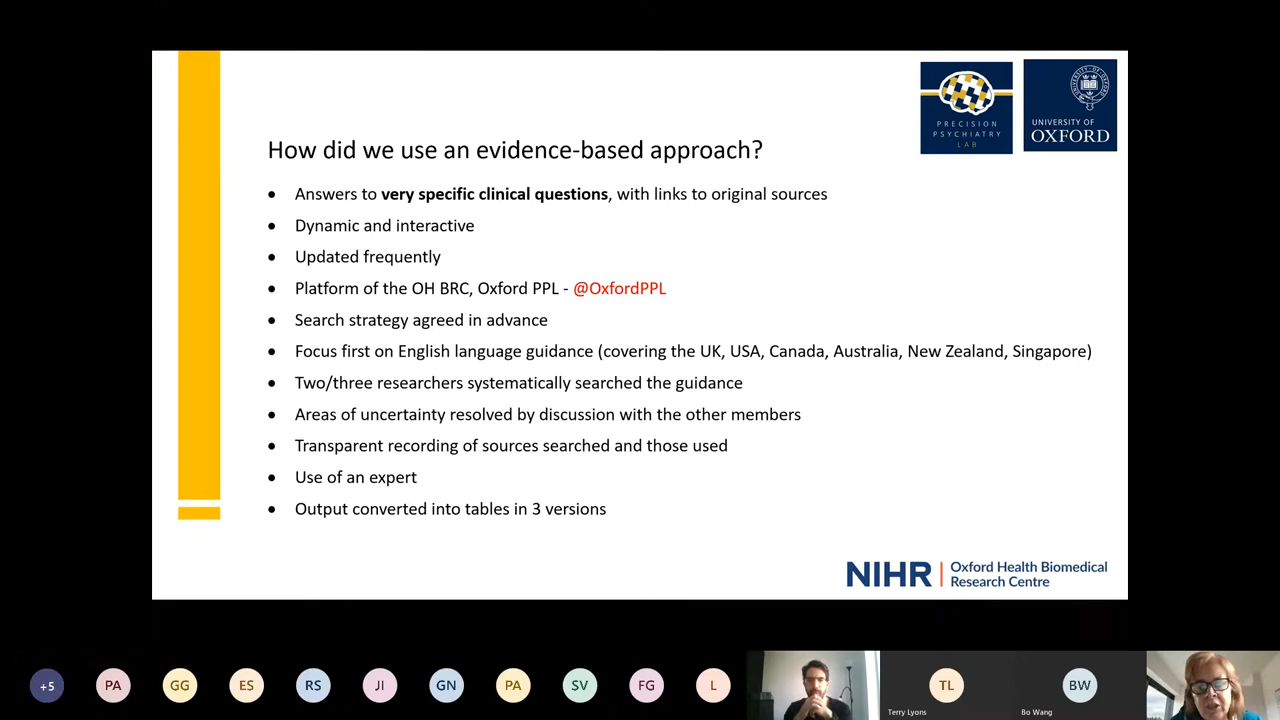 PRECISION
PSYCHIATRY
LAB
UNIVERSITY OF
OXFORD
How did we use an evidence-based approach?
• Answers to very specific clinical questions, with links to original sources
• Dynamic and interactive
• Updated frequently
• Platform of the OH BRC, Oxford PPL - @OxfordPPL
• Search strategy agreed in advance
• Focus first on English language guidance (covering the UK, USA, Canada, Australia, New Zealand, Singapore)
• Two/three researchers systematically searched the guidance
• Areas of uncertainty resolved by discussion with the other members
• Transparent recording of sources searched and those used
• Use of an expert
• Output converted into tables in 3 versions
NIHR | Oxford Health Biomedical
Research Centre
+5 PA GG ES RS JI GN PA SV FG L TL BW
Terry Lyons Bo Wang